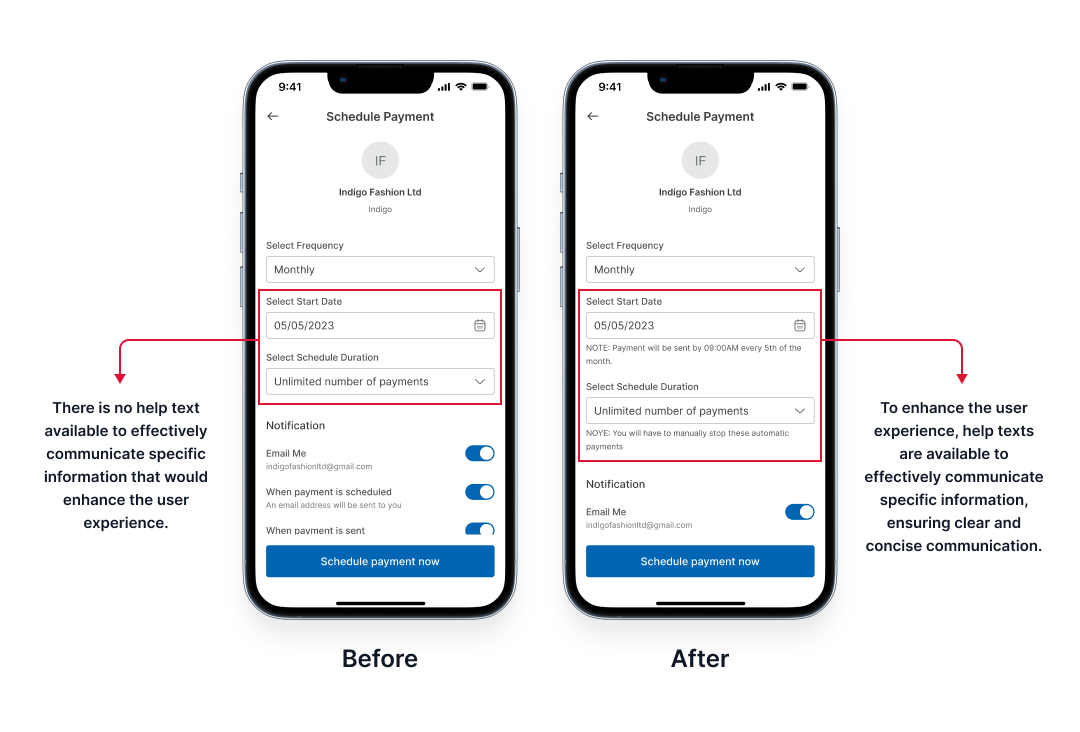 9:41
Schedule Payment
IF
Indigo Fashion Ltd
Indigo
Select Frequency
Monthly
Select Start Date
05/05/2023
Select Schedule Duration
Unlimited number of payments
Notification
Email Me
indigofashionltd@gmail.com
When payment is scheduled
An email address will be sent to you
When payment is sent
Schedule payment now
There is no help text
available to effectively
communicate specific
information that would
enhance the user
experience.
Before
9:41
Schedule Payment
IF
Indigo Fashion Ltd
Indigo
Select Frequency
Monthly
Select Start Date
05/05/2023
NOTE: Payment will be sent by 09:00AM every 5th of the
month.
Select Schedule Duration
Unlimited number of payments
NOYE: You will have to manually stop these automatic
payments
Notification
Email Me
indigofashionltd@gmail.com
Schedule payment now
To enhance the user
experience, help texts
are available to
effectively communicate
specific information,
ensuring clear and
concise communication.
After